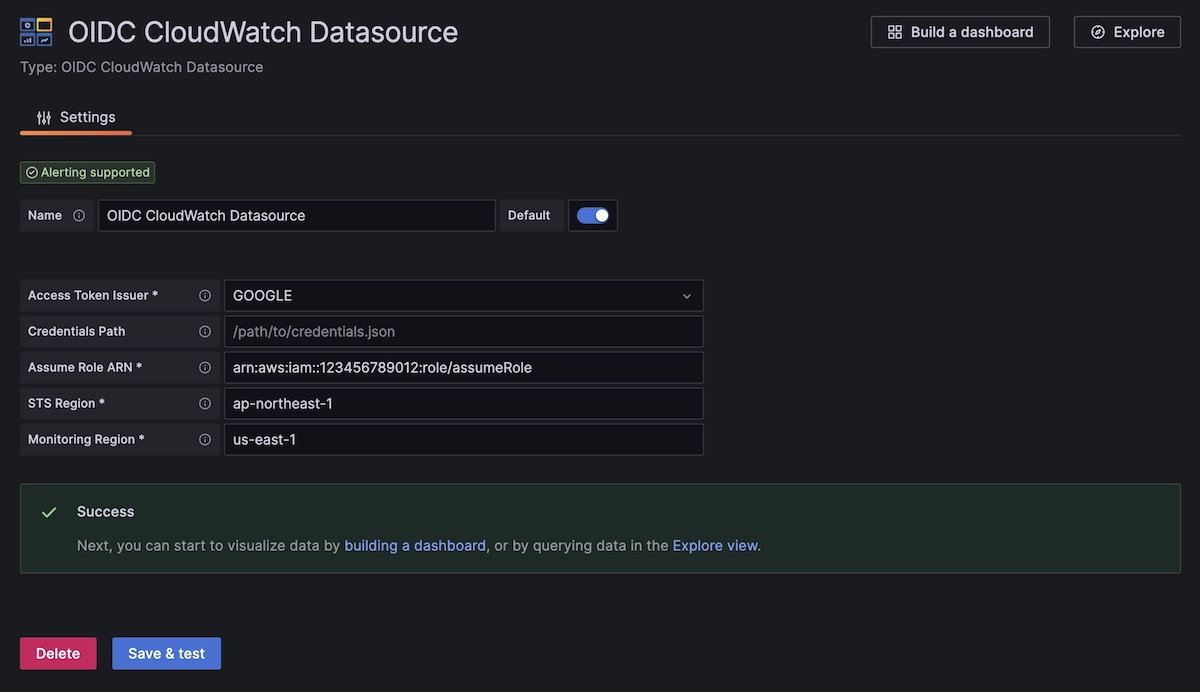 OIDC CloudWatch Datasource
Build a dashboard
Explore
Type: OIDC CloudWatch Datasource
Settings
Alerting supported
Name
OIDC CloudWatch Datasource
Default
Access Token Issuer *
GOOGLE
Credentials Path
/path/to/credentials.json
Assume Role ARN *
arn:aws:iam::123456789012:role/assumeRole
STS Region *
ap-northeast-1
Monitoring Region *
us-east-1
Success
Next, you can start to visualize data by building a dashboard, or by querying data in the Explore view.
Delete
Save & test